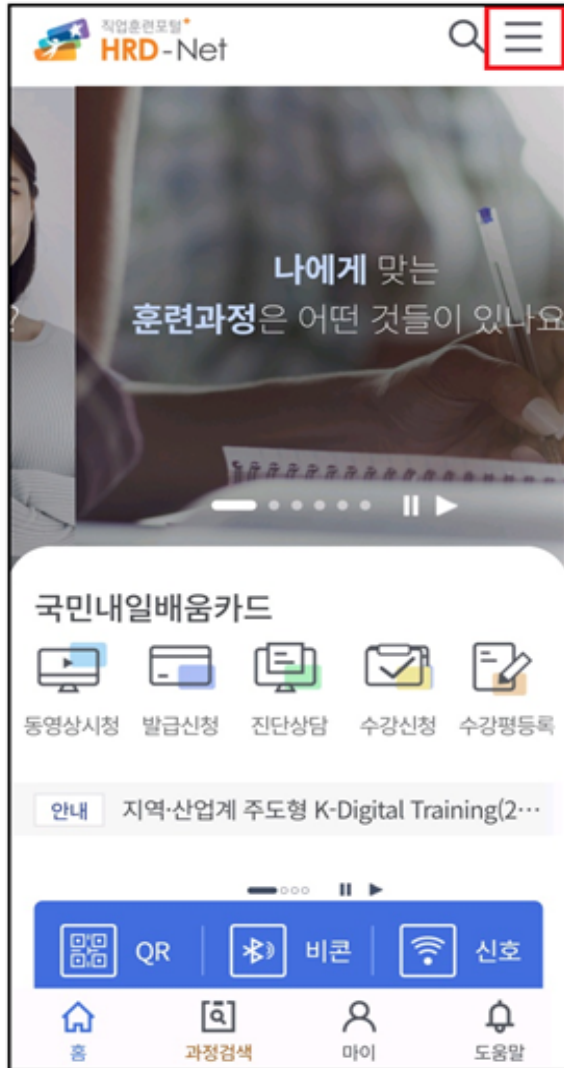 직업훈련포털
HRD-Net
나에게 맞는
훈련과정은 어떤 것들이 있나요
?
국민내일배움카드
동영상시청
발급신청
진단상담
수강신청
수강평등록
안내
지역·산업계 주도형 K-Digital Training(2···
QR
비콘
신호
홈
과정검색
마이
도움말